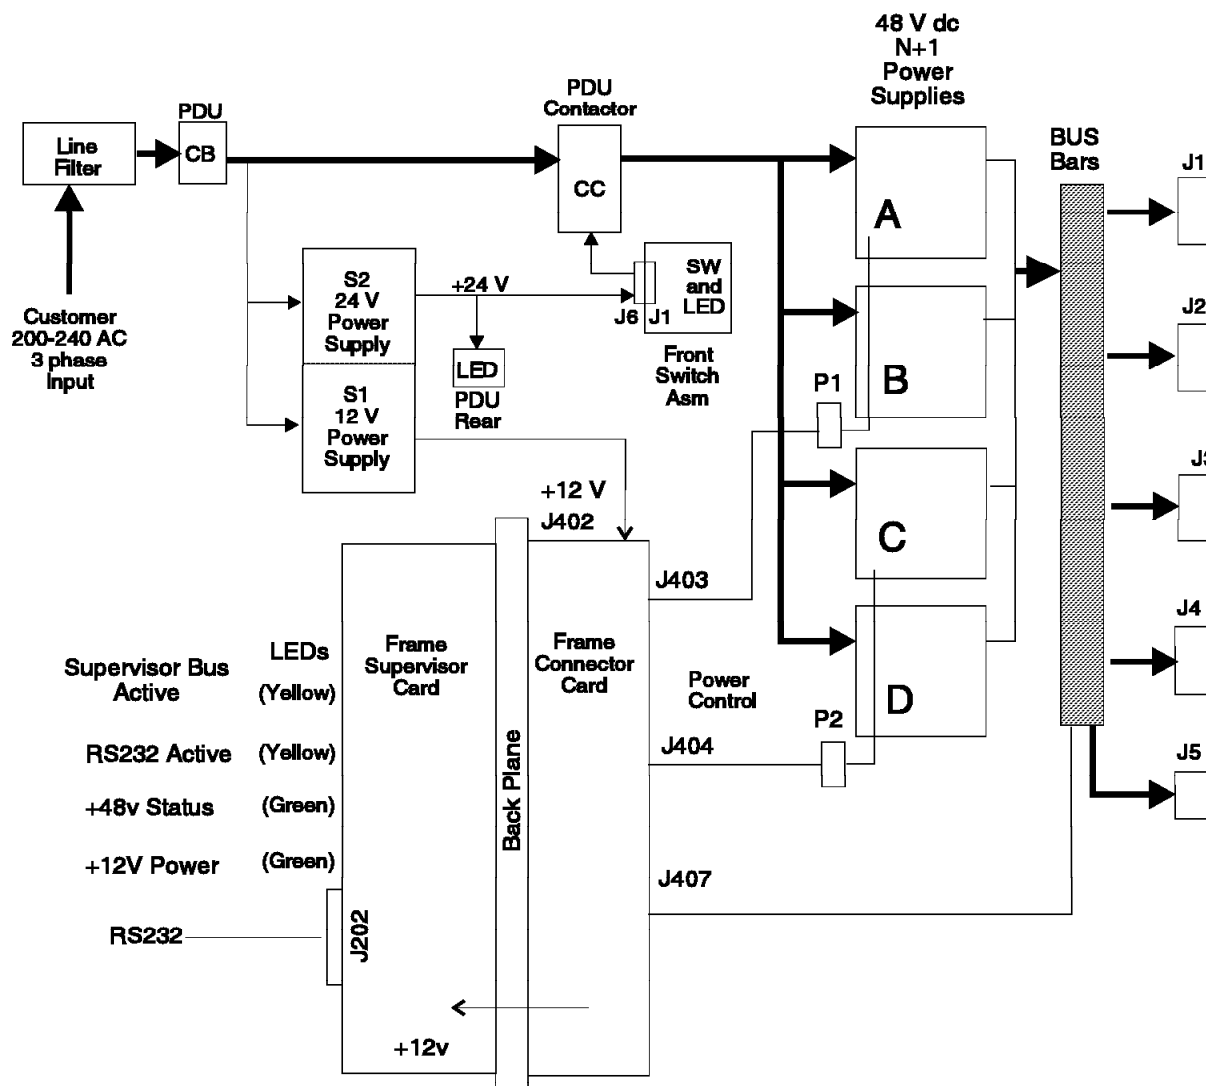 48 V dc
N+1
Power
Supplies
PDU
Contactor
PDU
Line
Filter
CB
CC
BUS
Bars
J1
A
S2
24 V
Power
Supply
+24 V
SW
and
LED
J6
J1
Customer
200-240 AC
3 phase
Input
LED
PDU
Rear
Front
Switch
Asm
J2
B
P1
S1
12 V
Power
Supply
+12 V
J402
J3
C
J403
LEDs
Supervisor Bus
Active
(Yellow)
Frame
Supervisor
Card
Frame
Connector
Card
Power
Control
D
J4
P2
RS232 Active
(Yellow)
J404
J5
+48v Status
(Green)
Back Plane
+12V Power
(Green)
J407
RS232
J202
+12v